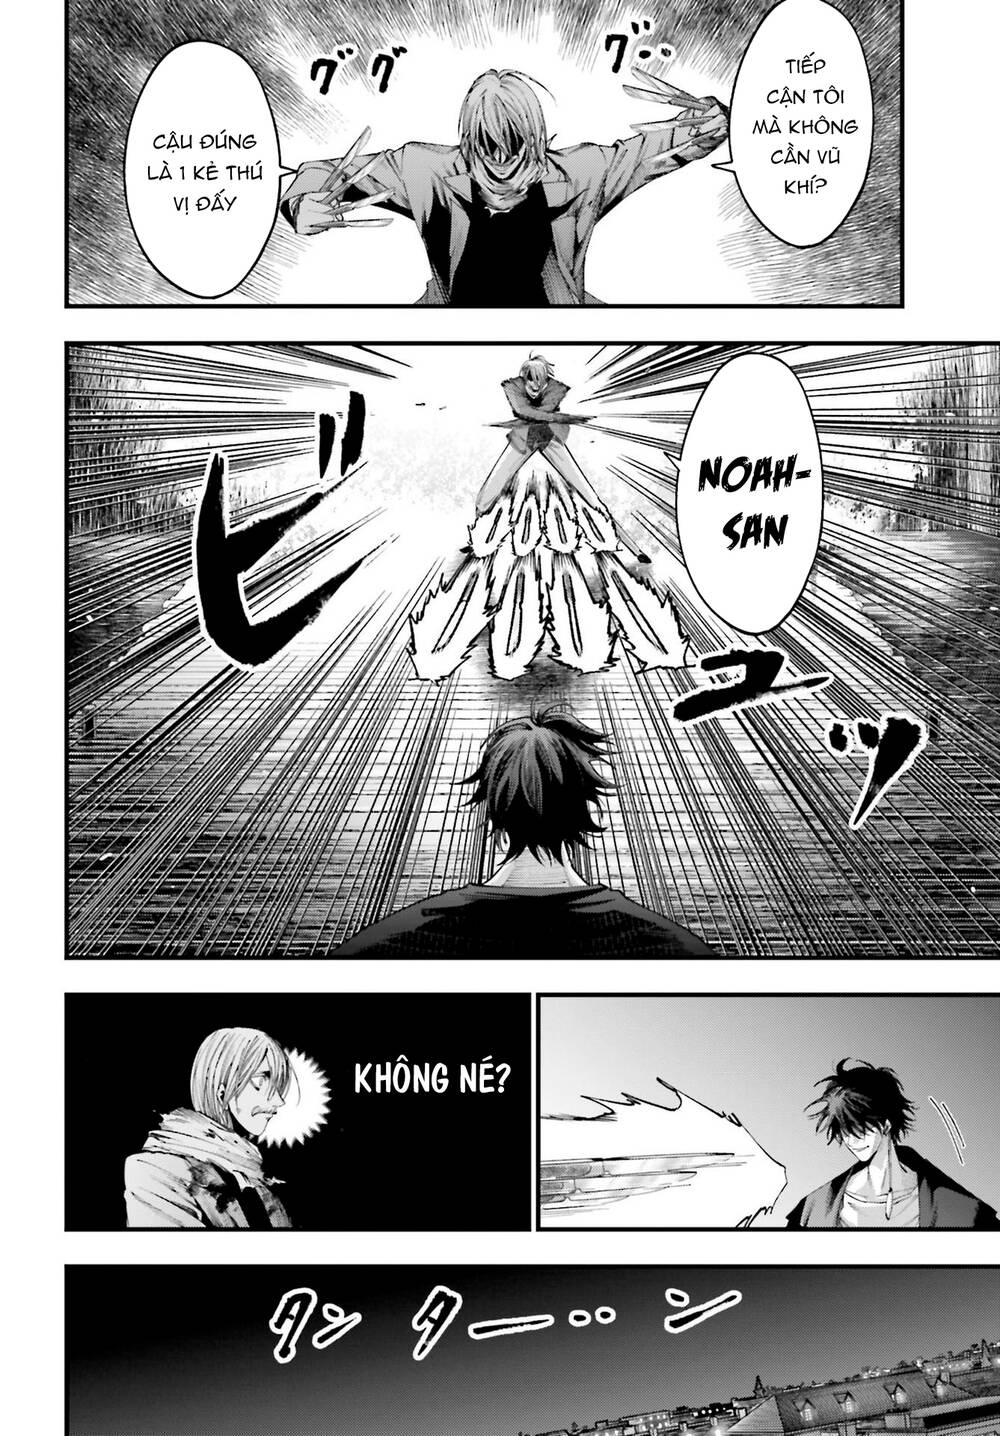 TIẾP
CẬN TÔI
MÀ KHÔNG
CẦN VŨ
KHÍ?
グググ‥
CẬU ĐÚNG
LÀ 1 KẺ THÚ
VỊ ĐẤY
NOAH-
SAN
ビュッ
KHÔNG NÉ?
タンター‥ン